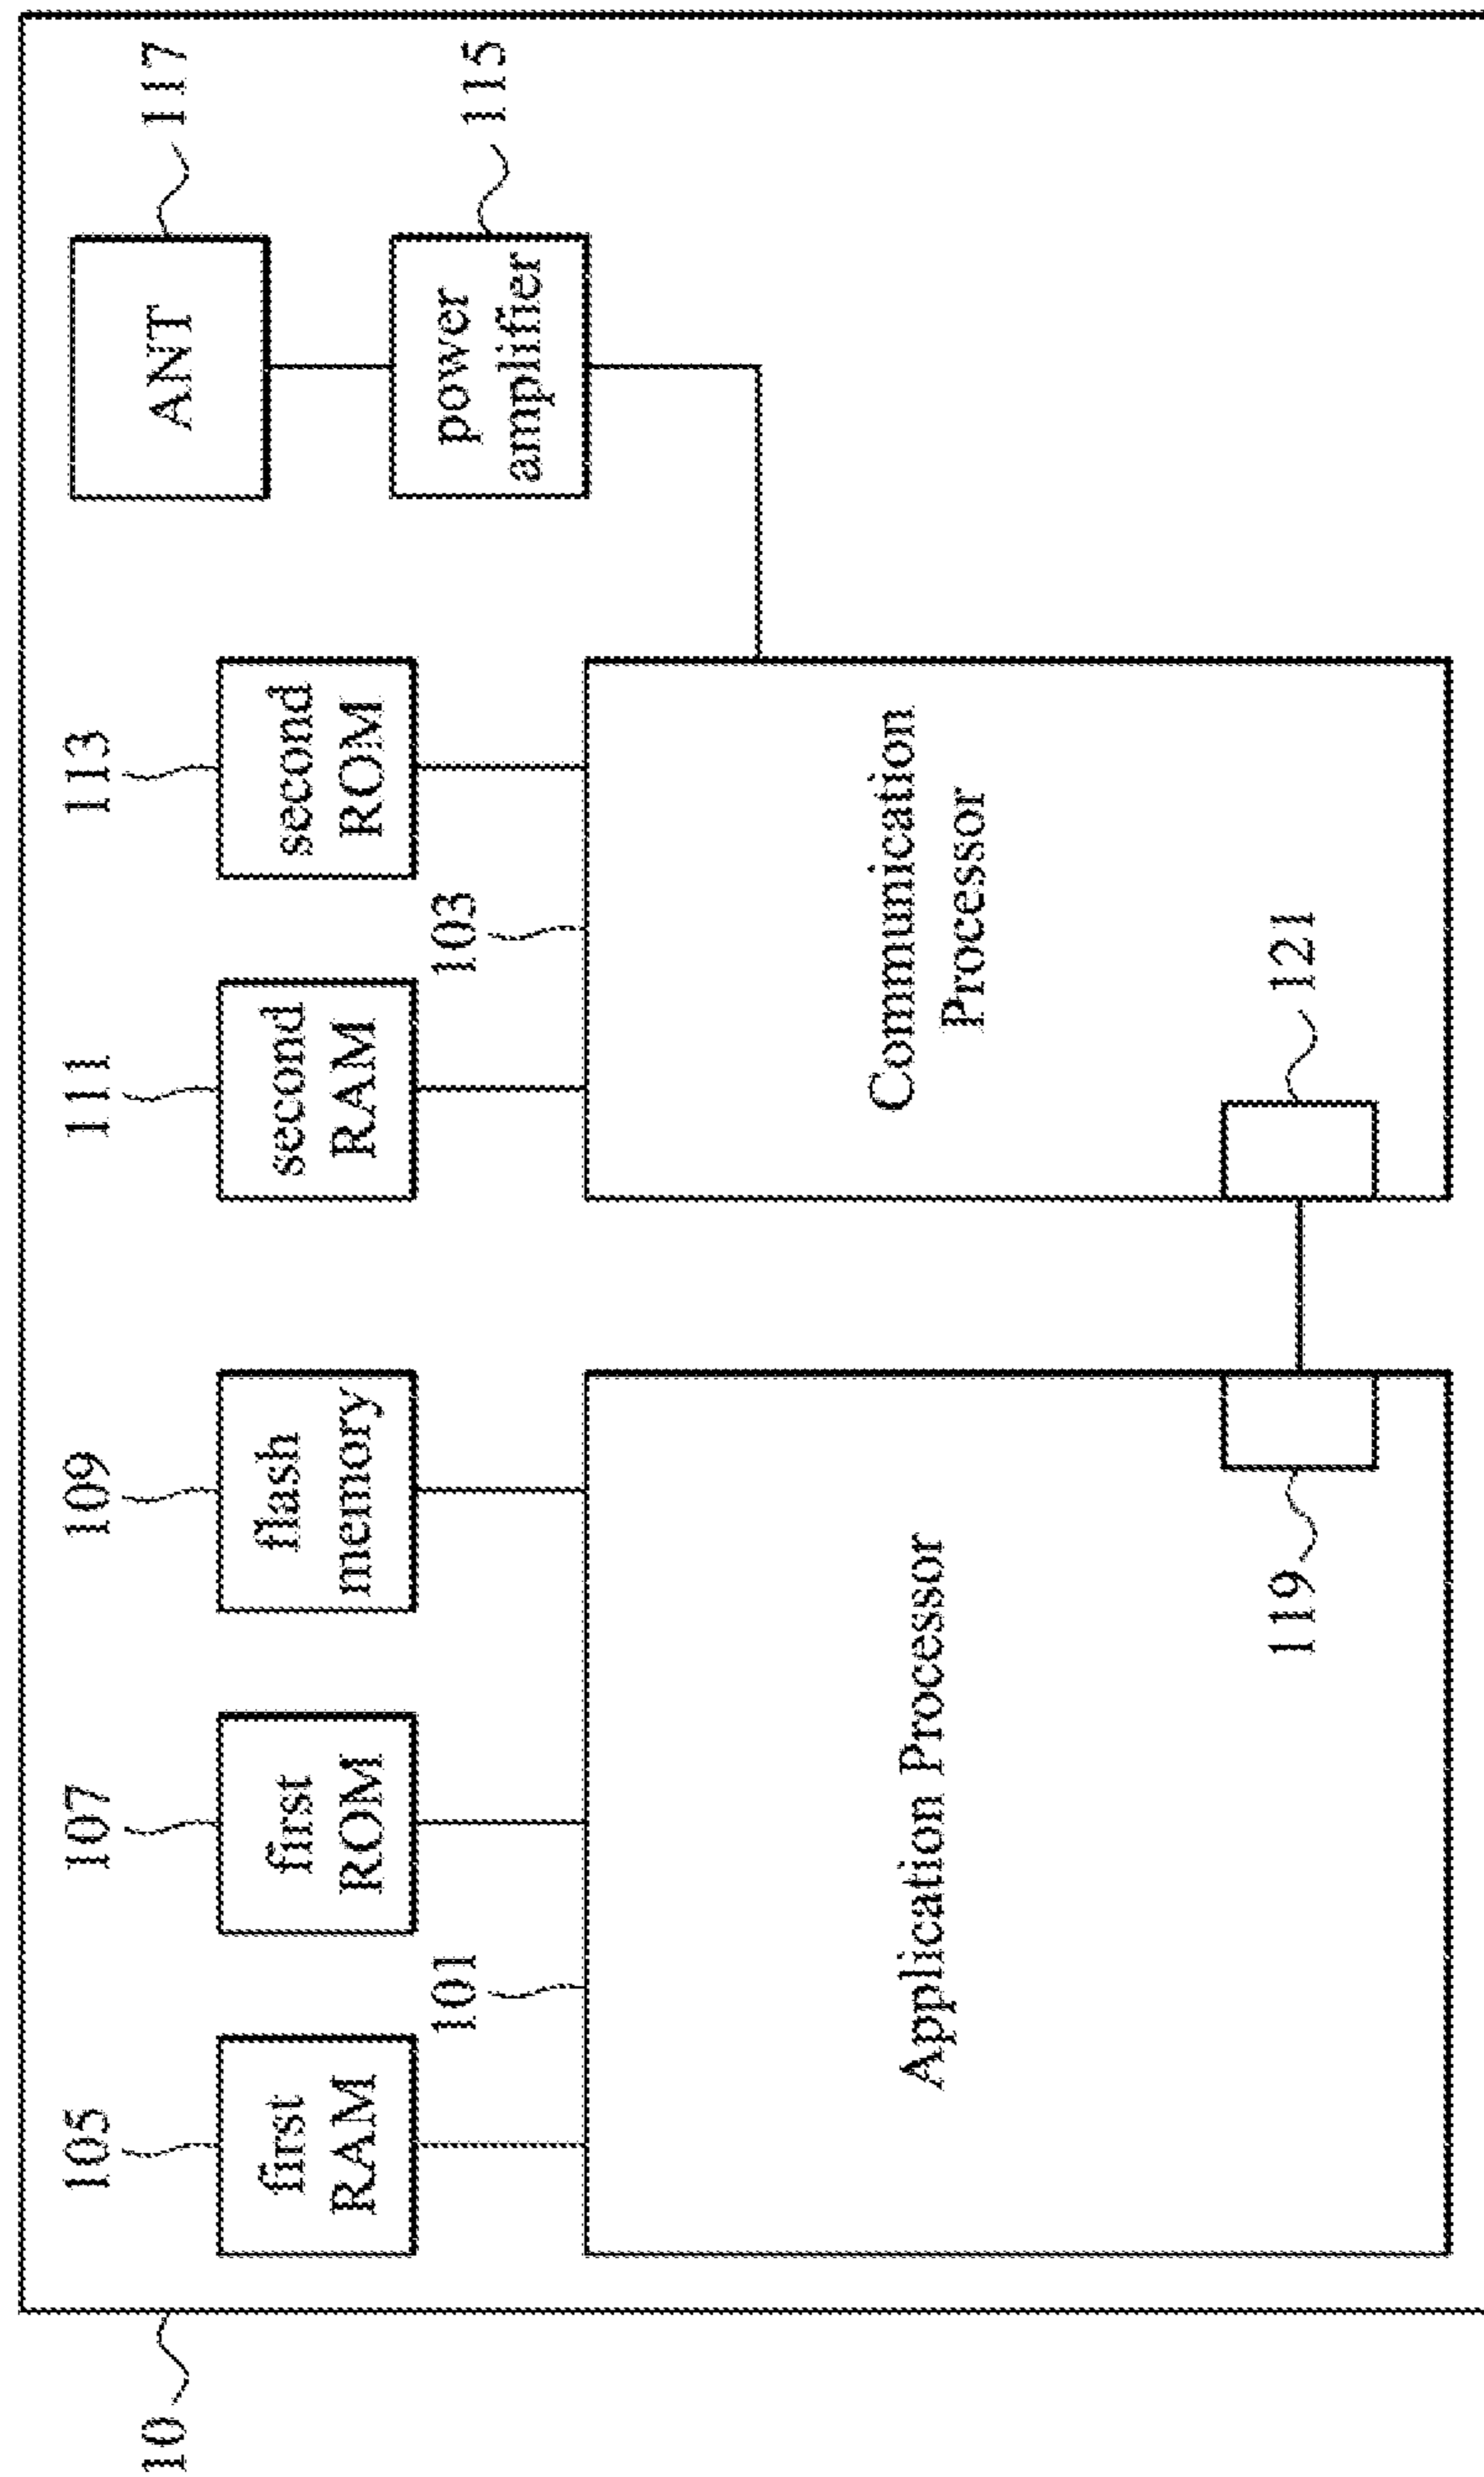 105
107
109
111
113
117
first
RAM
first
ROM
flash
memory
second
RAM
second
ROM
ANT
101
103
115
power
amplifier
Application Processor
Communication
Processor
119
121
10